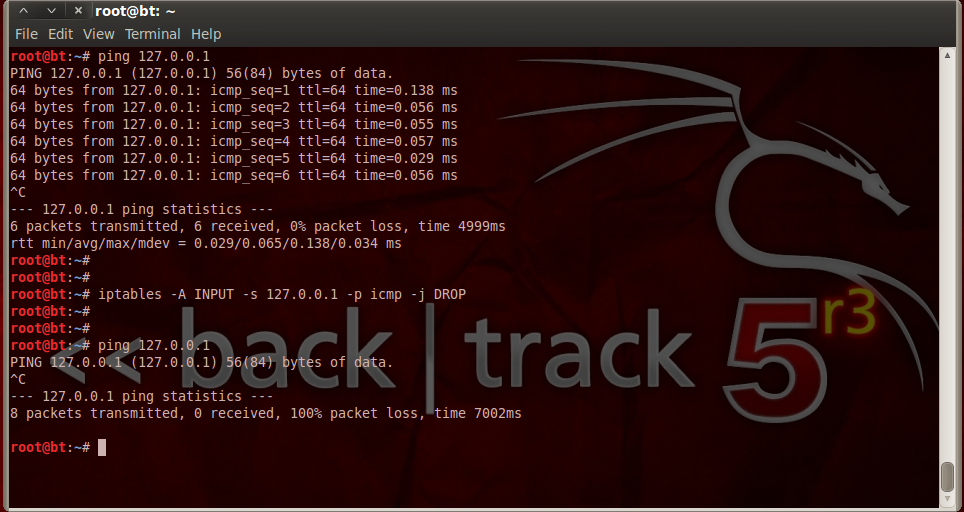 root@bt: ~
File Edit View Terminal Help
root@bt:~# ping 127.0.0.1
PING 127.0.0.1 (127.0.0.1) 56(84) bytes of data.
64 bytes from 127.0.0.1: icmp_seq=1 ttl=64 time=0.138 ms
64 bytes from 127.0.0.1: icmp_seq=2 ttl=64 time=0.056 ms
64 bytes from 127.0.0.1: icmp_seq=3 ttl=64 time=0.055 ms
64 bytes from 127.0.0.1: icmp_seq=4 ttl=64 time=0.057 ms
64 bytes from 127.0.0.1: icmp_seq=5 ttl=64 time=0.029 ms
64 bytes from 127.0.0.1: icmp_seq=6 ttl=64 time=0.056 ms
^C
--- 127.0.0.1 ping statistics ---
6 packets transmitted, 6 received, 0% packet loss, time 4999ms
rtt min/avg/max/mdev = 0.029/0.065/0.138/0.034 ms
root@bt:~#
root@bt:~#
root@bt:~# iptables -A INPUT -s 127.0.0.1 -p icmp -j DROP
root@bt:~#
root@bt:~#
root@bt:~# ping 127.0.0.1
PING 127.0.0.1 (127.0.0.1) 56(84) bytes of data.
^C
--- 127.0.0.1 ping statistics ---
8 packets transmitted, 0 received, 100% packet loss, time 7002ms
root@bt:~#
<< back | track 5 r3